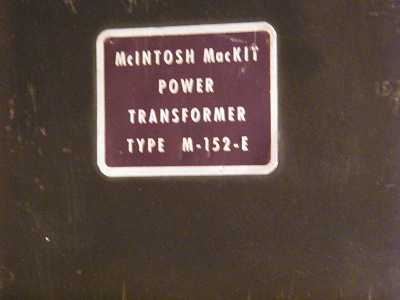 McINTOSH MacKIT
POWER
TRANSFORMER
TYPE M-152-E